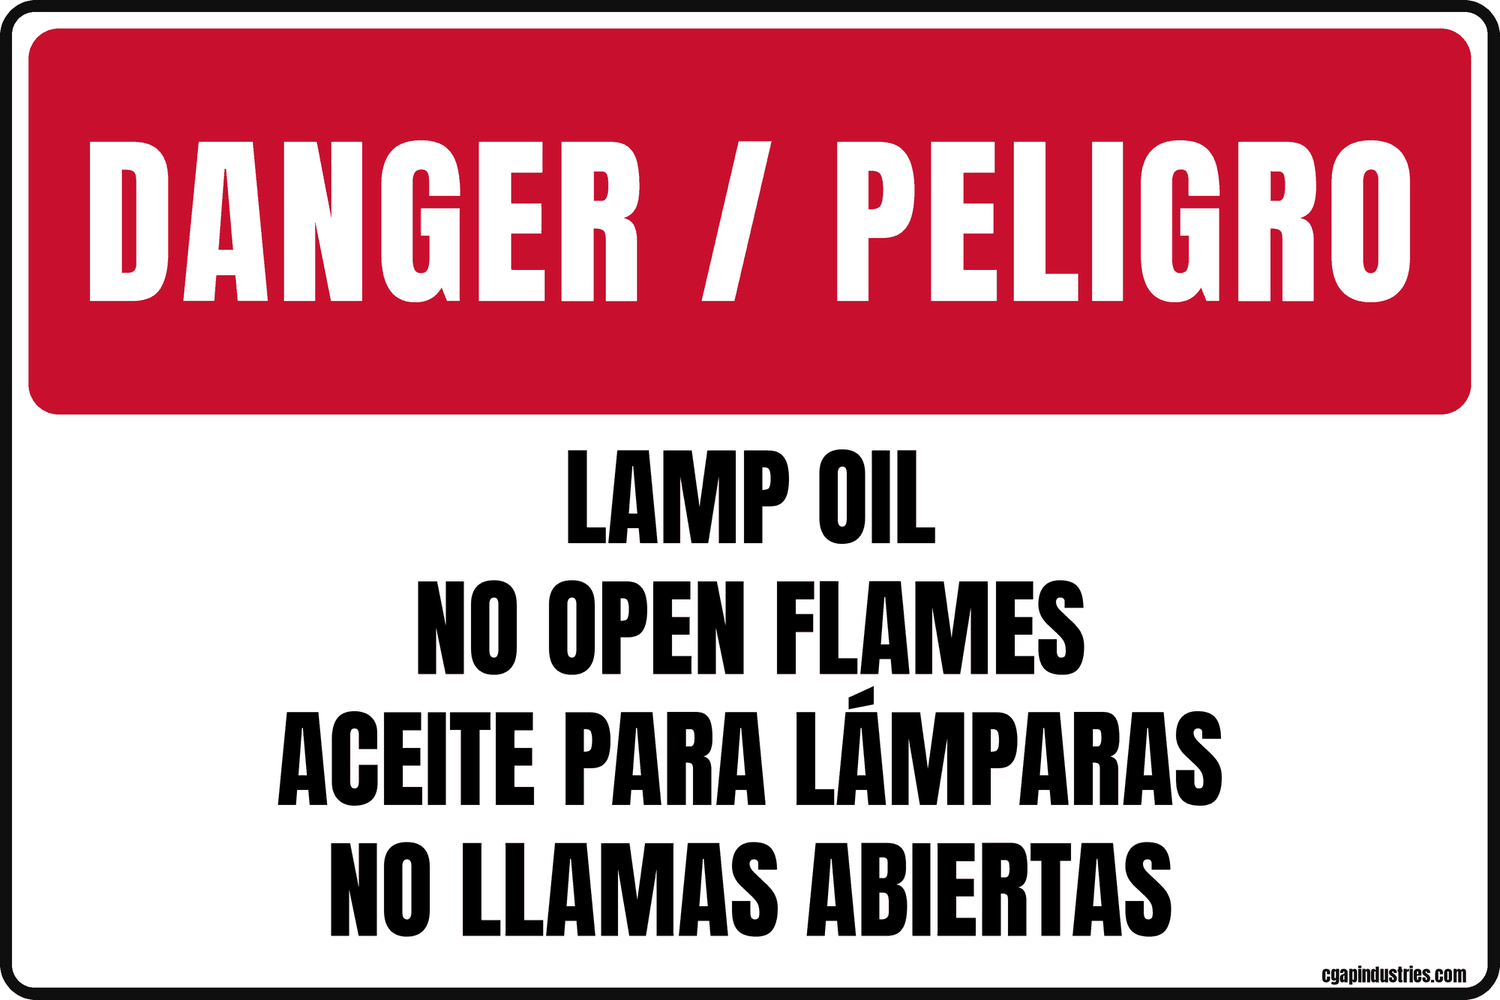 DANGER / PELIGRO
LAMP OIL
NO OPEN FLAMES
ACEITE PARA LÁMPARAS
NO LLAMAS ABIERTAS
cgapindustries.com